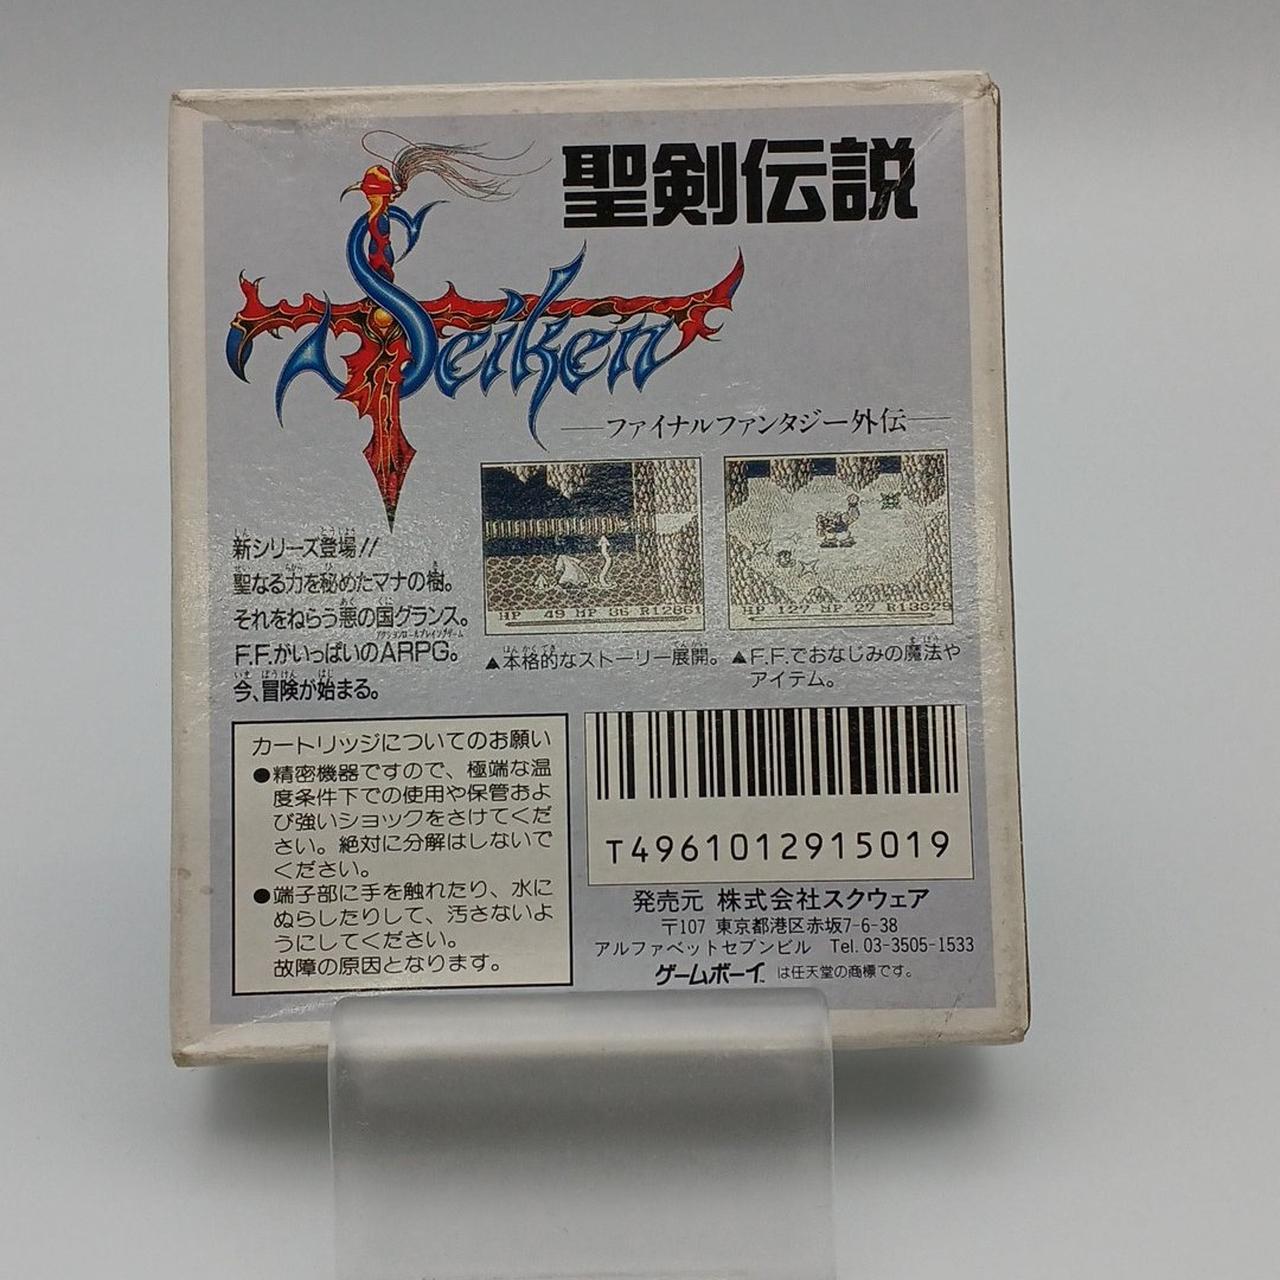 聖剣伝説
Seiken
―ファイナルファンタジー外伝―
HP 49 MP 36 R12861
HP 127 MP 27 R13029
新シリーズ登場!!
聖なる力を秘めたマナの樹。
それをねらう悪の国グランス。
F.F.がいっぱいのARPG。
今、冒険が始まる。
▲本格的なストーリー展開。
▲F.F.でおなじみの魔法や
アイテム。
カートリッジについてのお願い
●精密機器ですので、極端な温
度条件下での使用や保管およ
び強いショックをさけてくだ
さい。絶対に分解はしないで
ください。
●端子部に手を触れたり、水に
ぬらしたりして、汚さないよ
うにしてください。
故障の原因となります。
T4961012915019
発売元 株式会社スクウェア
〒107 東京都港区赤坂7-6-38
アルファベットセブンビル Tel. 03-3505-1533
ゲームボーイ™ は任天堂の商標です。